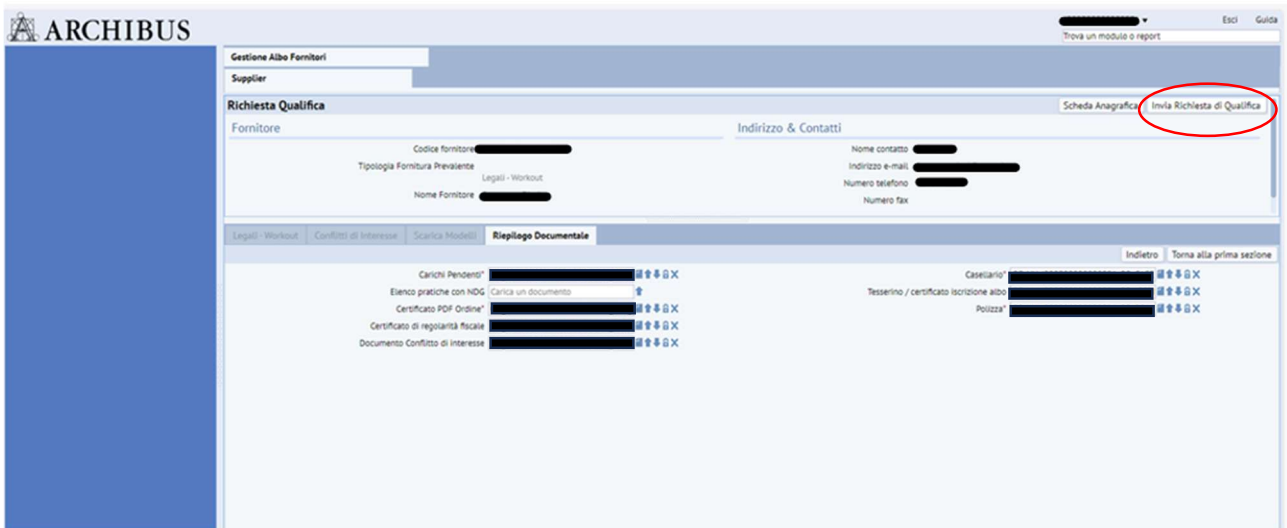 ARCHIBUS
Esci Guida
Trova un modulo o report
Gestione Albo Fornitori
Supplier
Richiesta Qualifica
Scheda Anagrafica Invia Richiesta di Qualifica
Fornitore
Indirizzo & Contatti
Codice fornitore
Nome contatto
Tipologia Fornitura Prevalente
Legali - Workout
Indirizzo e-mail
Numero telefono
Nome Fornitore
Numero fax
Legali - Workout Conflitti di Interesse Scarica Modelli Riepilogo Documentale
Indietro Torna alla prima sezione
Carichi Pendenti*
Casellario*
Elenco pratiche con NDG Carica un documento
Tesserino / certificato iscrizione albo
Certificato PDF Ordine*
Polizza*
Certificato di regolarità fiscale
Documento Conflitto di interesse